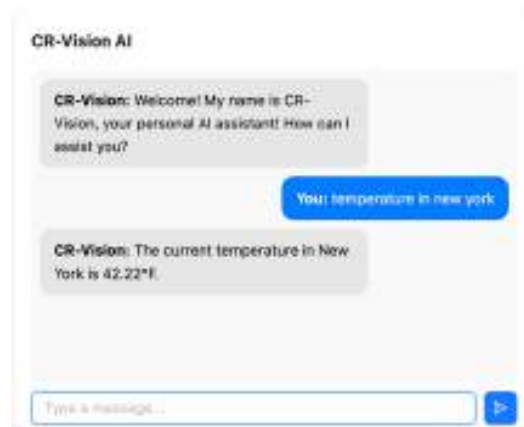 CR-Vision AI
CR-Vision: Welcome! My name is CR-
Vision, your personal AI assistant! How can I
assist you?
You: temperature in new york
CR-Vision: The current temperature in New
York is 42.22°F.
Type a message...